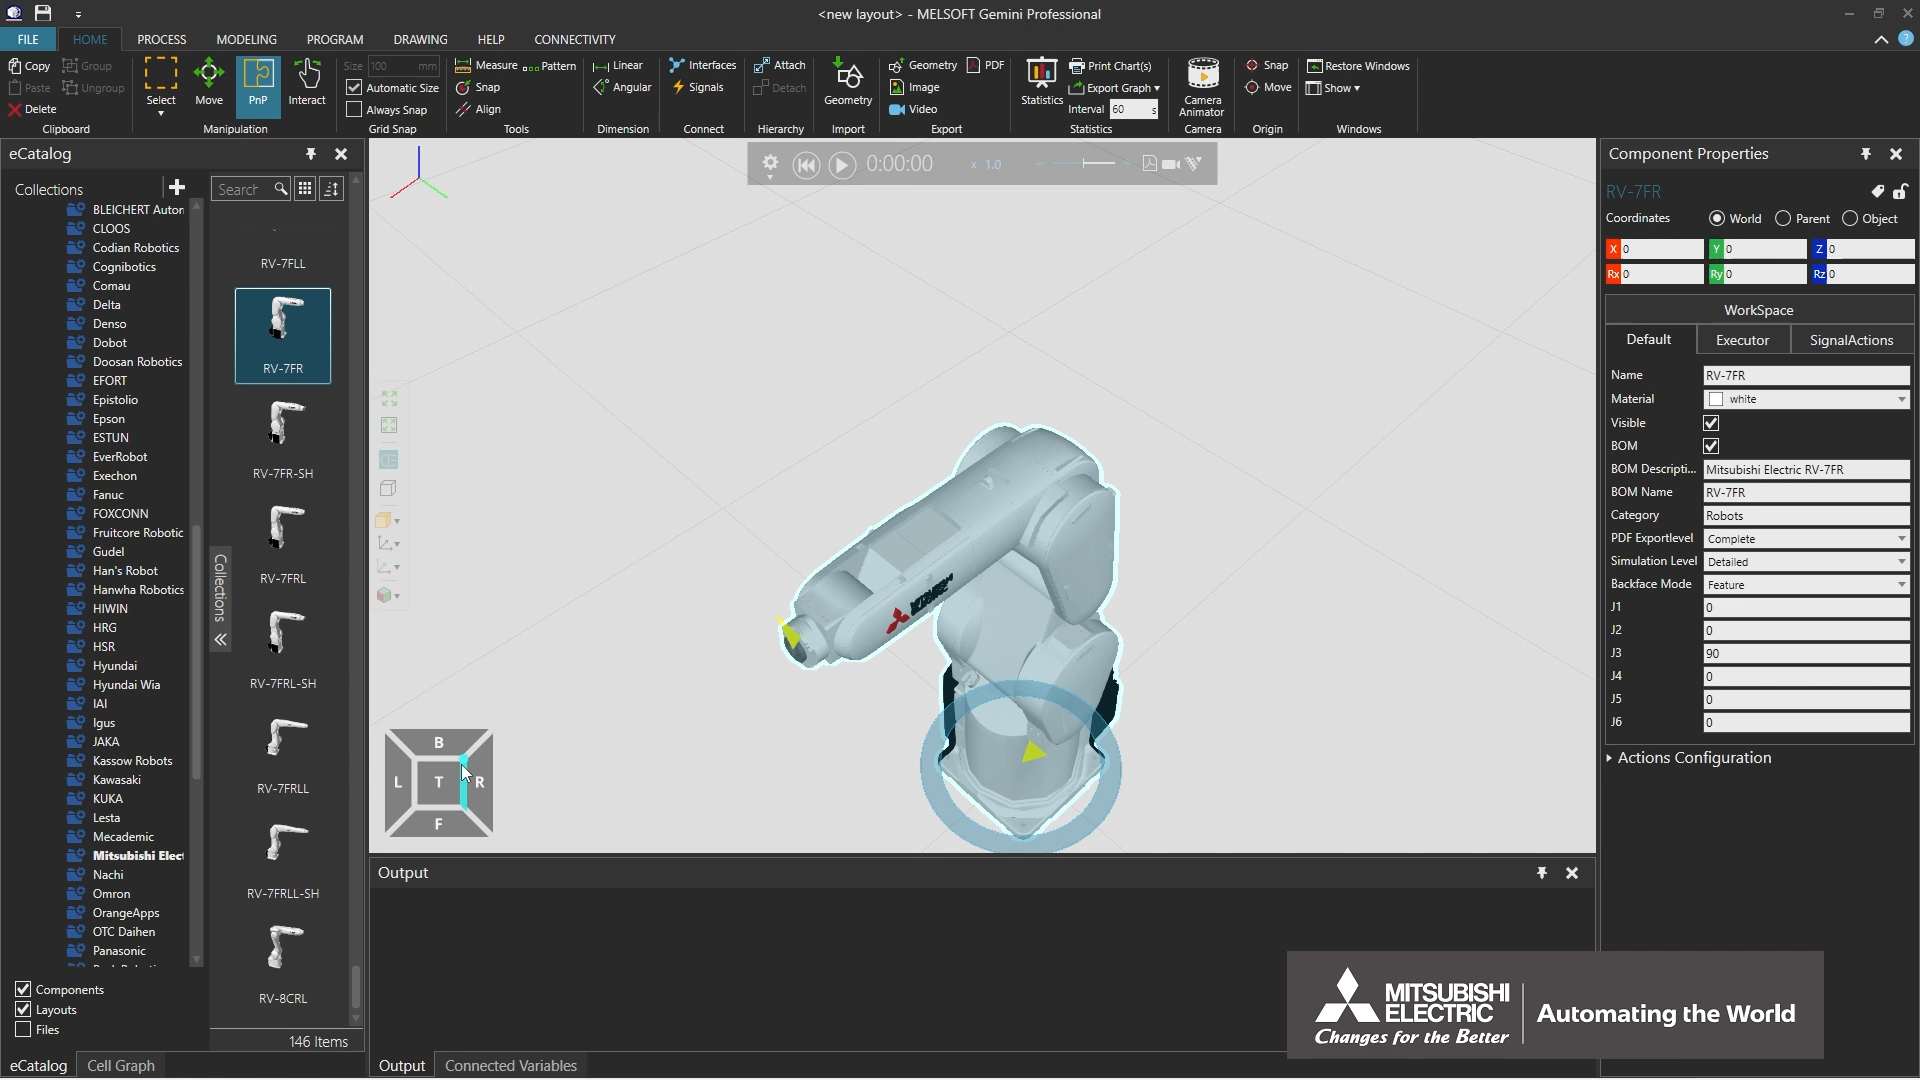 <new layout> - MELSOFT Gemini Professional
FILE HOME PROCESS MODELING PROGRAM DRAWING HELP CONNECTIVITY
Copy Group
Paste Ungroup
Delete
Clipboard
Select Move PnP Interact
Manipulation
Size 100 mm
Automatic Size
Always Snap
Grid Snap
Measure Pattern
Snap
Align
Tools
Linear
Angular
Dimension
Interfaces
Signals
Connect
Attach
Detach
Hierarchy
Geometry
Import
Geometry PDF
Image
Video
Export
Statistics
Print Chart(s)
Export Graph
Interval 60 s
Statistics
Camera Animator
Camera
Snap
Move
Origin
Restore Windows
Show
Windows
eCatalog
Collections
BLEICHERT Auton
CLOOS
Codian Robotics
Cognibotics
Comau
Delta
Denso
Dobot
Doosan Robotics
EFORT
Epistolio
Epson
ESTUN
EverRobot
Exechon
Fanuc
FOXCONN
Fruitcore Robotic
Gudel
Han's Robot
Hanwha Robotics
HIWIN
HRG
HSR
Hyundai
Hyundai Wia
IAI
Igus
JAKA
Kassow Robots
Kawasaki
KUKA
Lesta
Mecademic
Mitsubishi Elect
Nachi
Omron
OrangeApps
OTC Daihen
Panasonic
Components
Layouts
Files
Search
RV-7FLL
RV-7FR
RV-7FR-SH
RV-7FRL
RV-7FRL-SH
RV-7FRLL
RV-7FRLL-SH
RV-8CRL
146 Items
Collections
eCatalog Cell Graph
0:00:00 x 1.0
MITSUBISHI
B
L T R
F
Output
Output Connected Variables
Component Properties
RV-7FR
Coordinates World Parent Object
X 0 Y 0 Z 0
Rx 0 Ry 0 Rz 0
WorkSpace
Default Executor SignalActions
Name RV-7FR
Material white
Visible
BOM
BOM Descripti... Mitsubishi Electric RV-7FR
BOM Name RV-7FR
Category Robots
PDF Exportlevel Complete
Simulation Level Detailed
Backface Mode Feature
J1 0
J2 0
J3 90
J4 0
J5 0
J6 0
Actions Configuration
MITSUBISHI
ELECTRIC
Changes for the Better
Automating the World